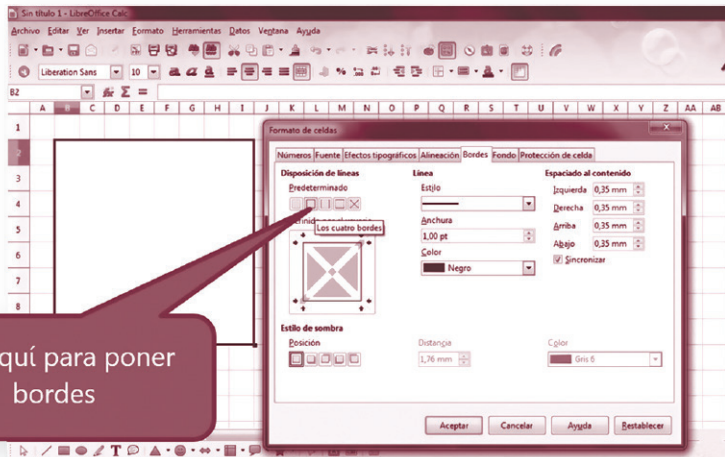 Sin título 1 - LibreOffice Calc
Archivo Editar Ver Insertar Formato Herramientas Datos Ventana Ayuda
Liberation Sans 10
B2
A B C D E F G H I J K L M N O P Q R S T U V W X Y Z AA AB
1
2
3
4
5
6
7
8
Formato de celdas
Números Fuente Efectos tipográficos Alineación Bordes Fondo Protección de celda
Disposición de líneas
Predeterminado
Los cuatro bordes
Línea
Estilo
Anchura
1,00 pt
Color
Negro
Espaciado al contenido
Izquierda 0,35 mm
Derecha 0,35 mm
Arriba 0,35 mm
Abajo 0,35 mm
Sincronizar
Estilo de sombra
Posición
Distancia
1,76 mm
Color
Gris 6
Aceptar Cancelar Ayuda Restablecer
quí para poner
bordes